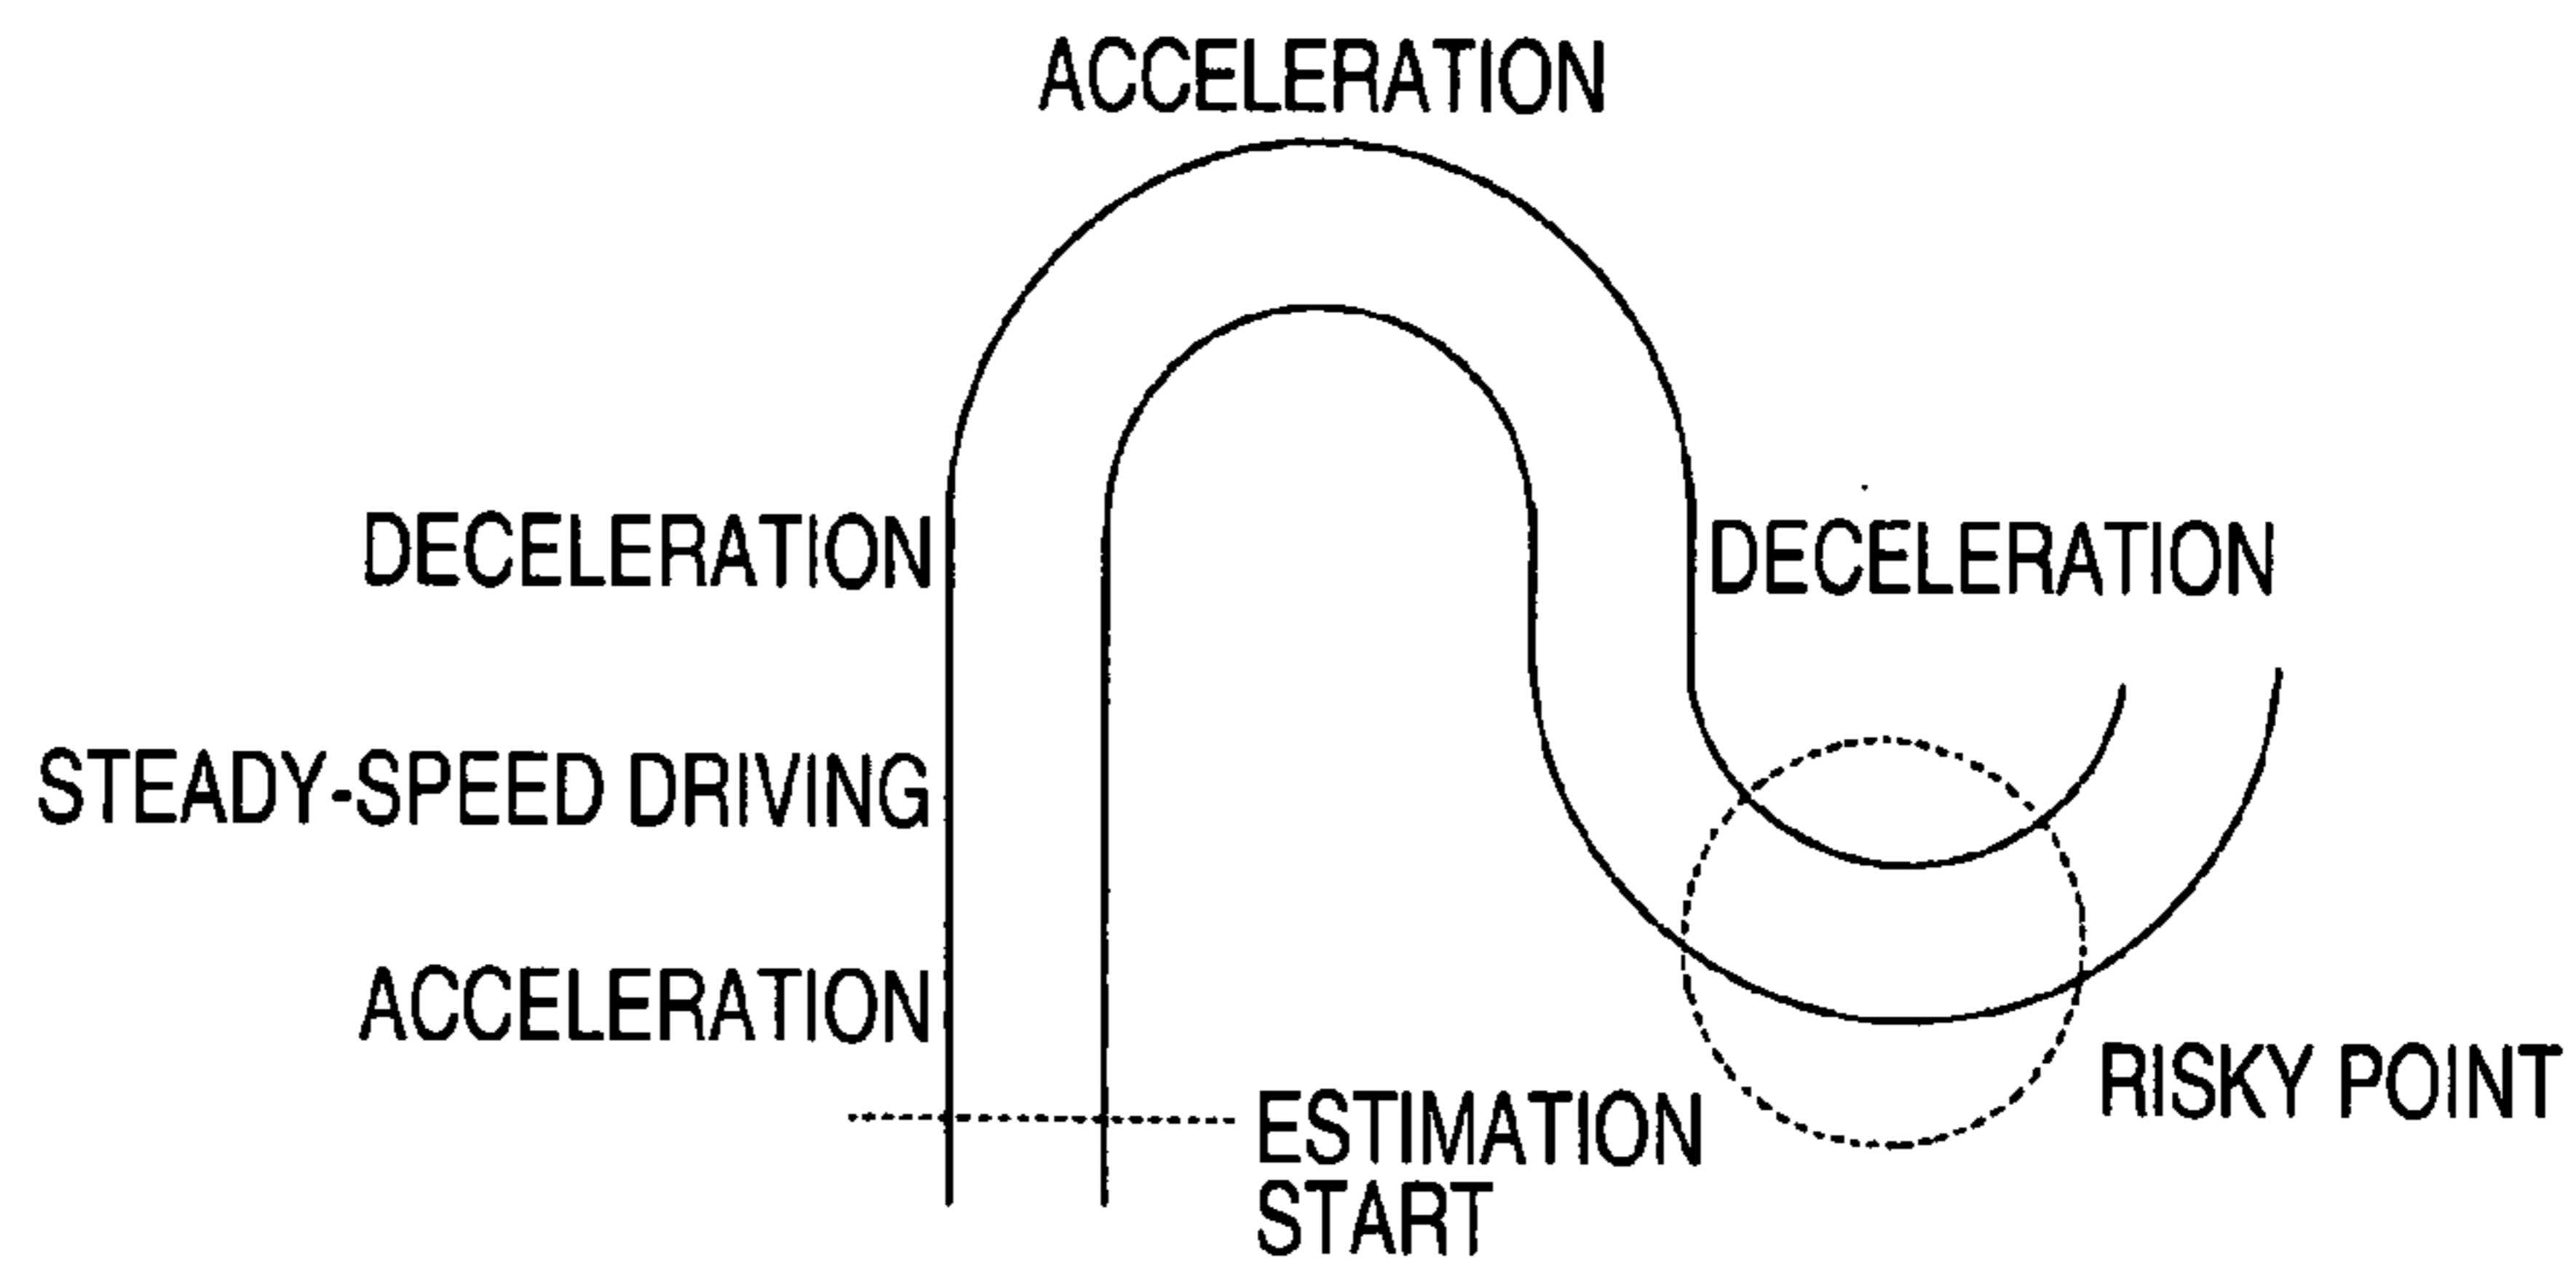 ACCELERATION
DECELERATION
DECELERATION
STEADY-SPEED DRIVING
ACCELERATION
RISKY POINT
ESTIMATION
START